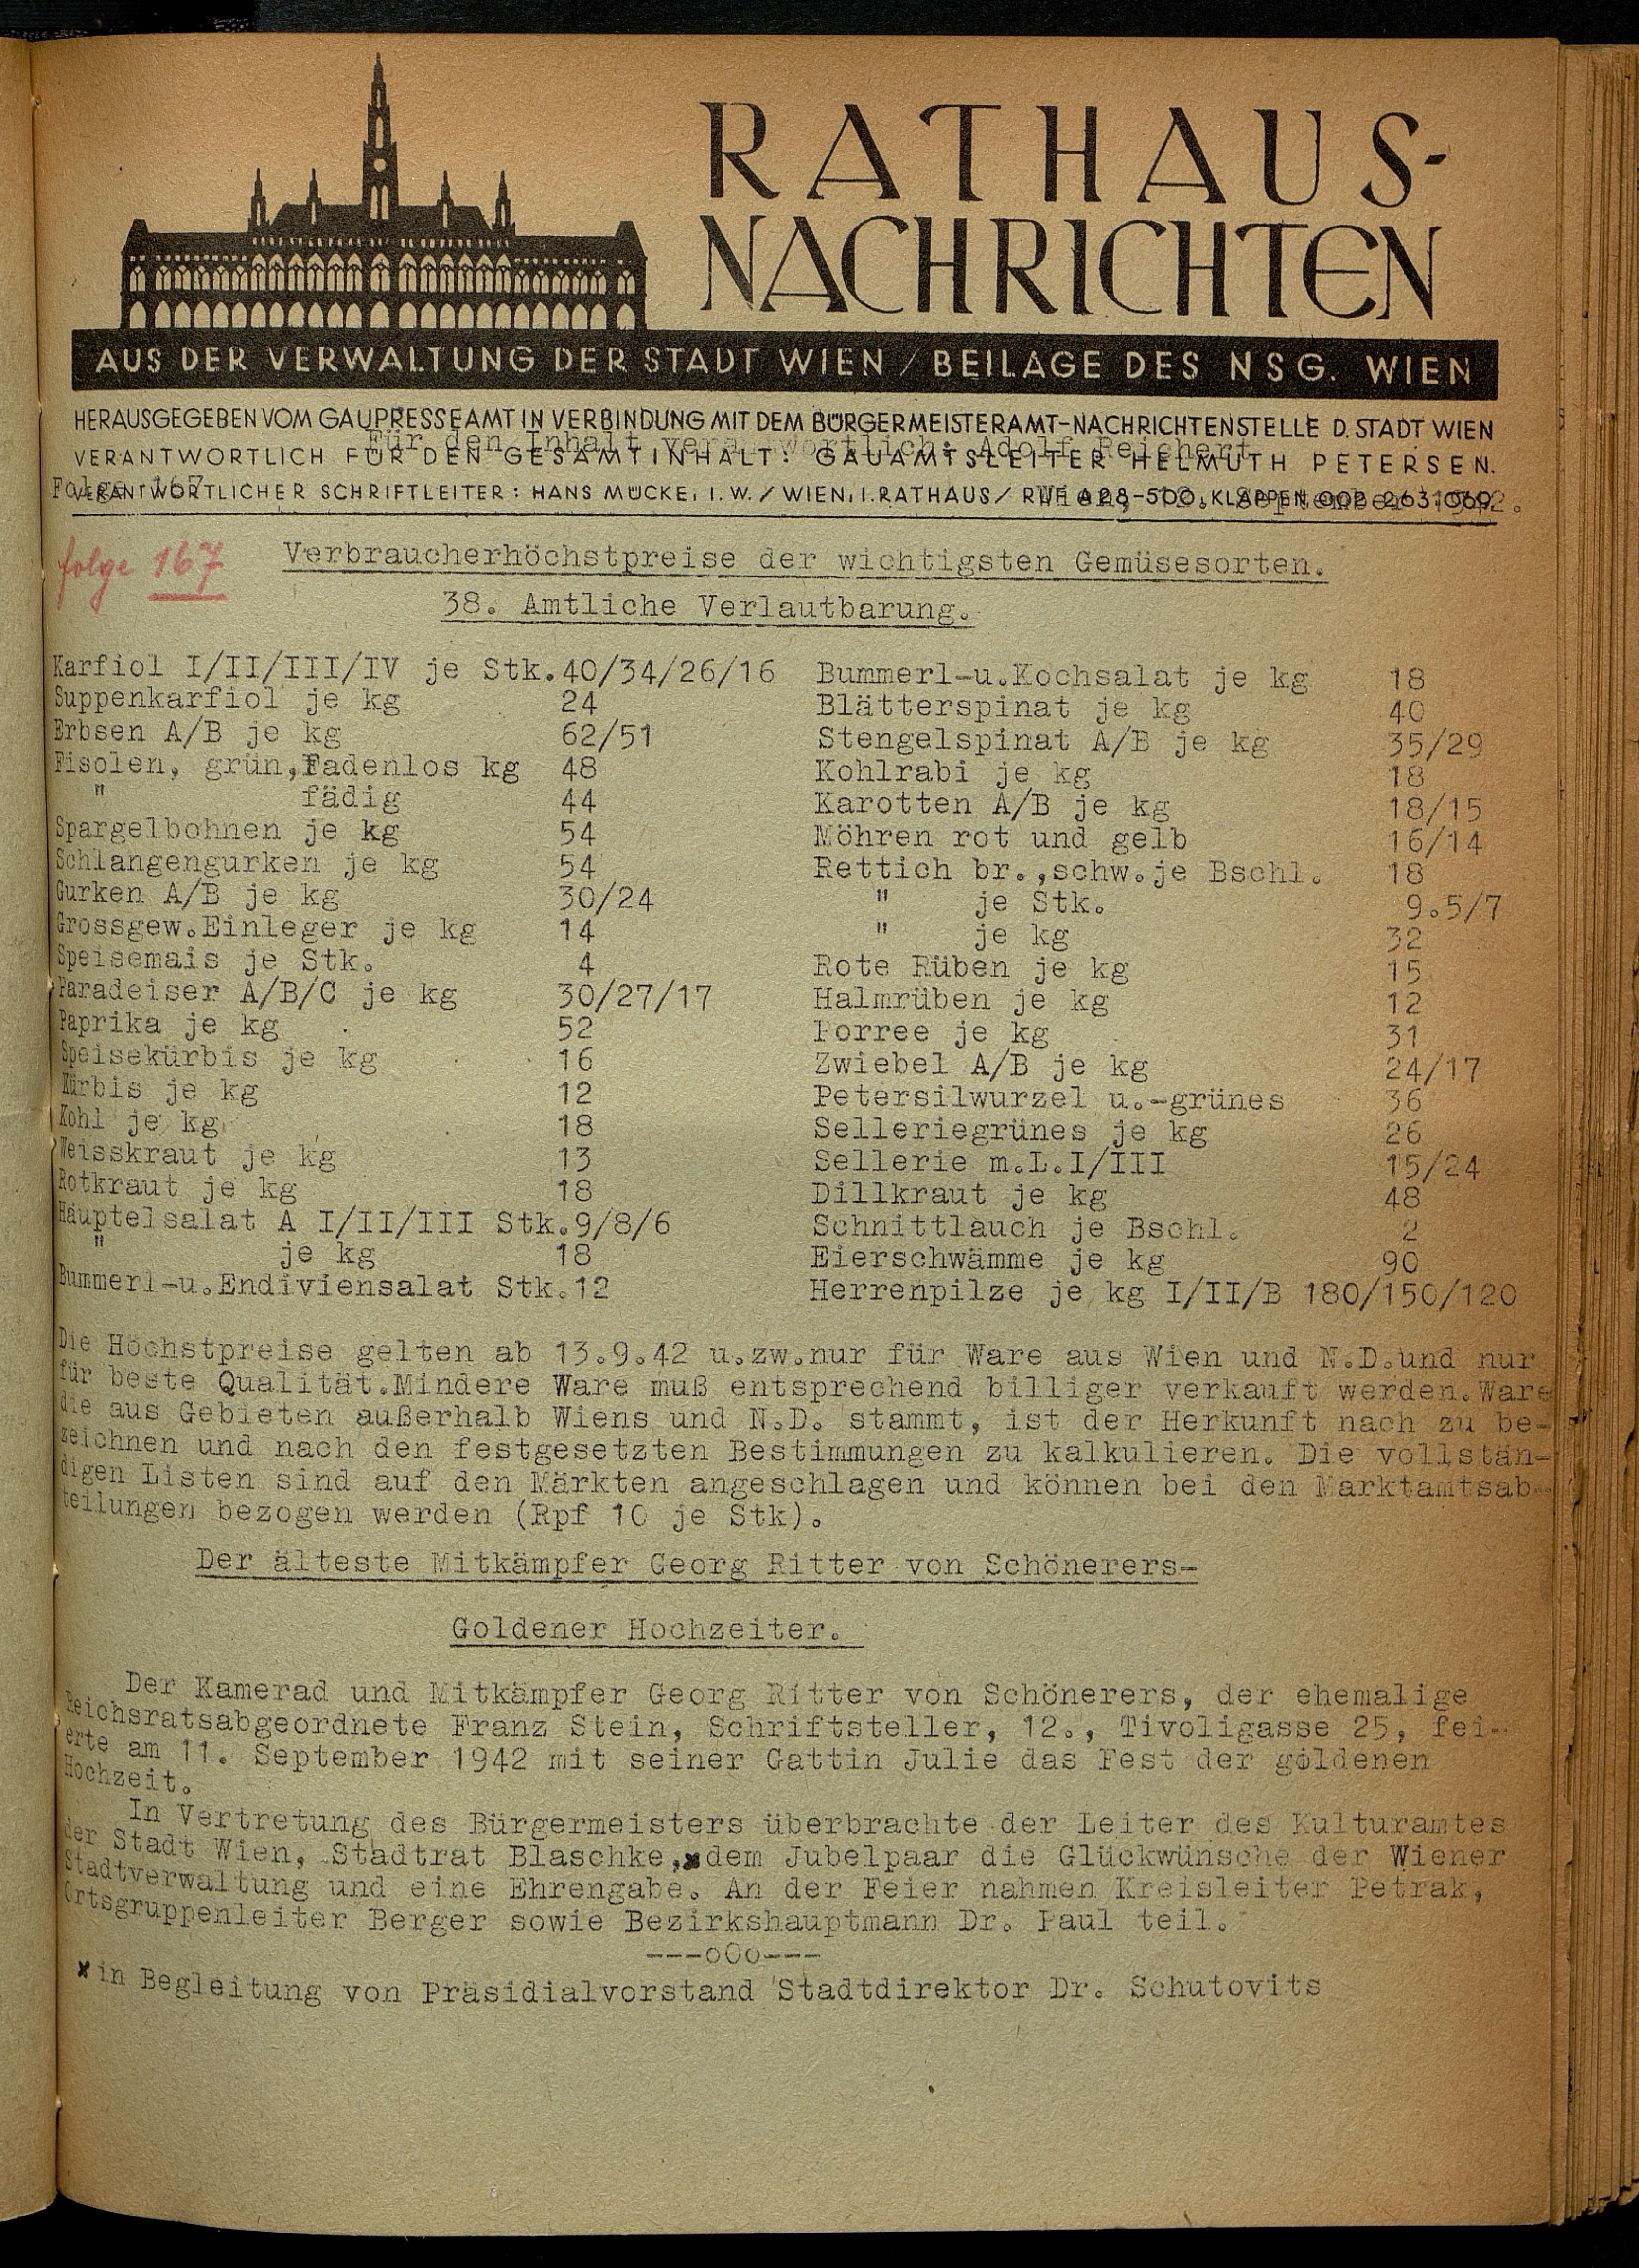 RATHAUS-
NACHRICHTEN
AUS DER VERWALTUNG DER STADT WIEN / BEILAGE DES NSG. WIEN
HERAUSGEGEBEN VOM GAUPRESSEAMT IN VERBINDUNG MIT DEM BÜRGERMEISTERAMT-NACHRICHTENSTELLE D. STADT WIEN
Für den Inhalt verantwortlich: Adolf Reichert
VERANTWORTLICH FÜR DEN GESAMTINHALT: GAUAMTSLEITER HELMUTH PETERSEN.
Folge 167 Wien, 12. September 1942.
VERANTWORTLICHER SCHRIFTLEITER: HANS MÜCKE, I.W. / WIEN, I. RATHAUS / RUF A 28-500, KLAPPEN 002 263 069.
folge 167
Verbraucherhöchstpreise der wichtigsten Gemüsesorten.
38. Amtliche Verlautbarung.
Karfiol I/II/III/IV je Stk.40/34/26/16
Suppenkarfiol je kg 24
Erbsen A/B je kg 62/51
Fisolen, grün,Fadenlos kg 48
" fädig 44
Spargelbohnen je kg 54
Schlangengurken je kg 54
Gurken A/B je kg 30/24
Grossgew.Einleger je kg 14
Speisemais je Stk. 4
Paradeiser A/B/C je kg 30/27/17
Paprika je kg 52
Speisekürbis je kg 16
Kürbis je kg 12
Kohl je kg 18
Weisskraut je kg 13
Rotkraut je kg 18
Häuptelsalat A I/II/III Stk.9/8/6
" je kg 18
Bummerl-u.Endiviensalat Stk.12
Bummerl-u.Kochsalat je kg 18
Blätterspinat je kg 40
Stengelspinat A/B je kg 35/29
Kohlrabi je kg 18
Karotten A/B je kg 18/15
Möhren rot und gelb 16/14
Rettich br.,schw.je Bschl. 18
" je Stk. 9.5/7
" je kg 32
Rote Rüben je kg 15
Halmrüben je kg 12
Porree je kg 31
Zwiebel A/B je kg 24/17
Petersilwurzel u.-grünes 36
Selleriegrünes je kg 26
Sellerie m.L.I/III 15/24
Dillkraut je kg 48
Schnittlauch je Bschl. 2
Eierschwämme je kg 90
Herrenpilze je kg I/II/B 180/150/120
Die Höchstpreise gelten ab 13.9.42 u.zw.nur für Ware aus Wien und N.D.und nur
für beste Qualität.Mindere Ware muß entsprechend billiger verkauft werden.Ware
die aus Gebieten außerhalb Wiens und N.D. stammt, ist der Herkunft nach zu be-
zeichnen und nach den festgesetzten Bestimmungen zu kalkulieren. Die vollstän-
digen Listen sind auf den Märkten angeschlagen und können bei den Marktamtsab-
teilungen bezogen werden (Rpf 10 je Stk).
Der älteste Mitkämpfer Georg Ritter von Schönerers-
Goldener Hochzeiter.
Der Kamerad und Mitkämpfer Georg Ritter von Schönerers, der ehemalige
Reichsratsabgeordnete Franz Stein, Schriftsteller, 12., Tivoligasse 25, fei-
erte am 11. September 1942 mit seiner Gattin Julie das Fest der goldenen
Hochzeit.
In Vertretung des Bürgermeisters überbrachte der Leiter des Kulturamtes
der Stadt Wien, Stadtrat Blaschke,x dem Jubelpaar die Glückwünsche der Wiener
Stadtverwaltung und eine Ehrengabe. An der Feier nahmen Kreisleiter Petrak,
Ortsgruppenleiter Berger sowie Bezirkshauptmann Dr. Paul teil.
---oOo---
x in Begleitung von Präsidialvorstand Stadtdirektor Dr. Schutovits